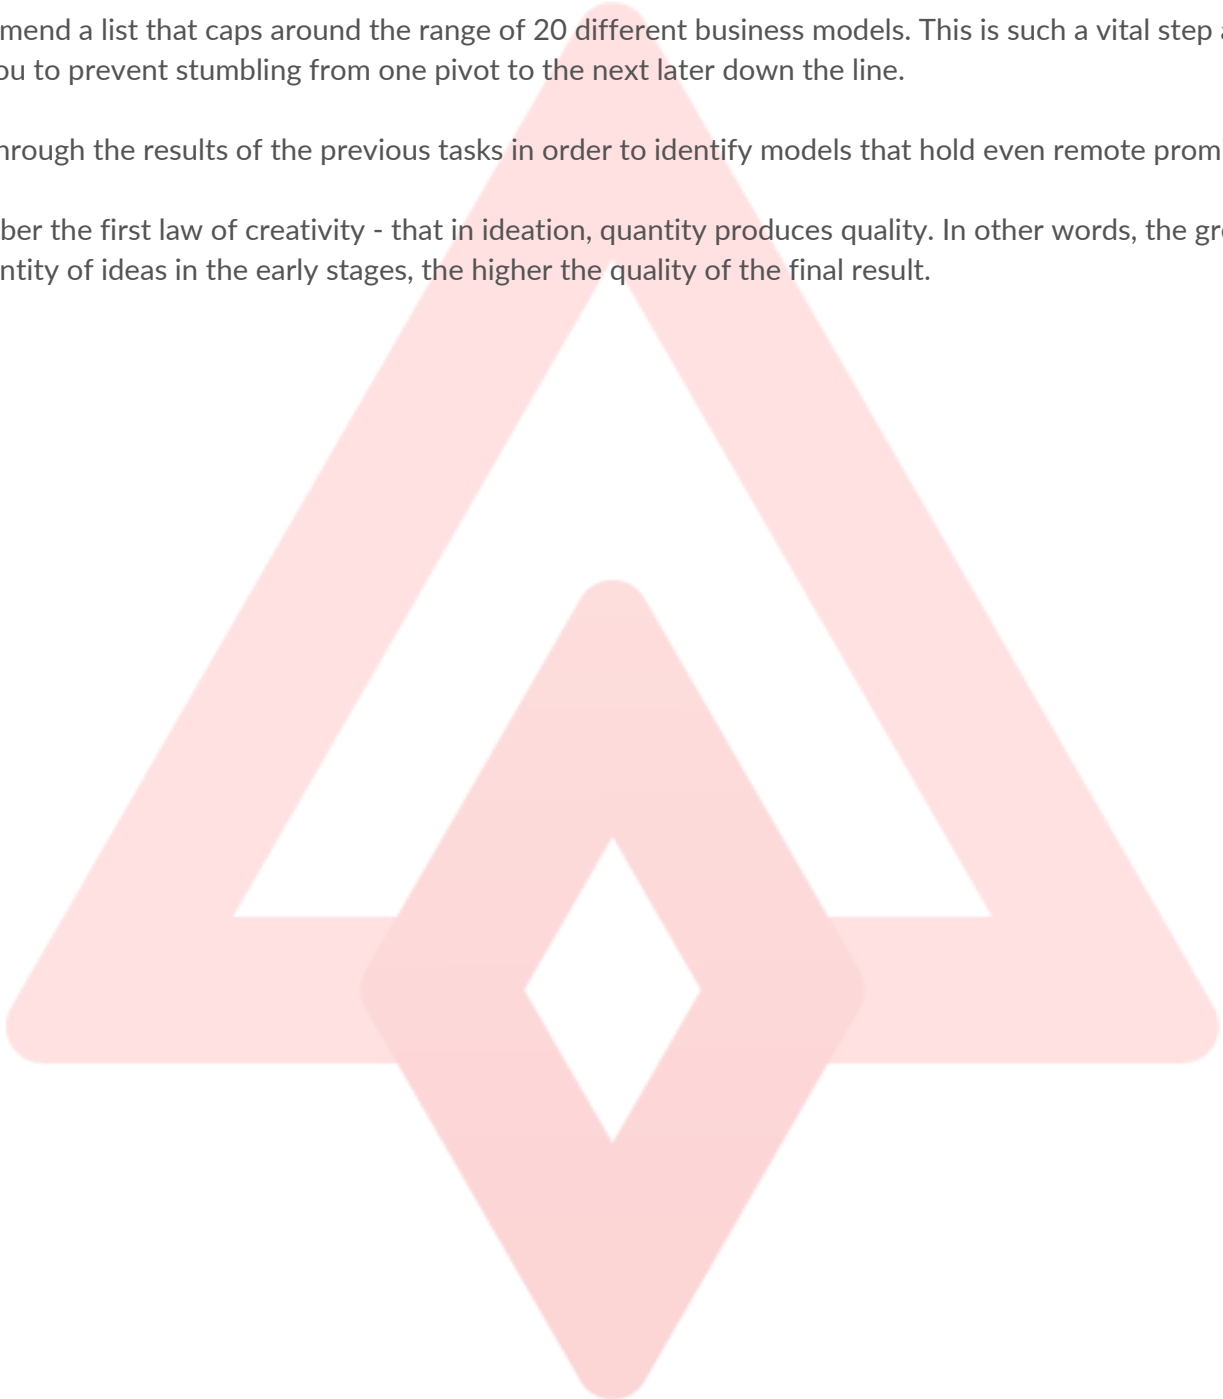 mend a list that caps around the range of 20 different business models. This is such a vital step
ou to prevent stumbling from one pivot to the next later down the line.
hrough the results of the previous tasks in order to identify models that hold even remote prom
ber the first law of creativity - that in ideation, quantity produces quality. In other words, the gr
ntity of ideas in the early stages, the higher the quality of the final result.